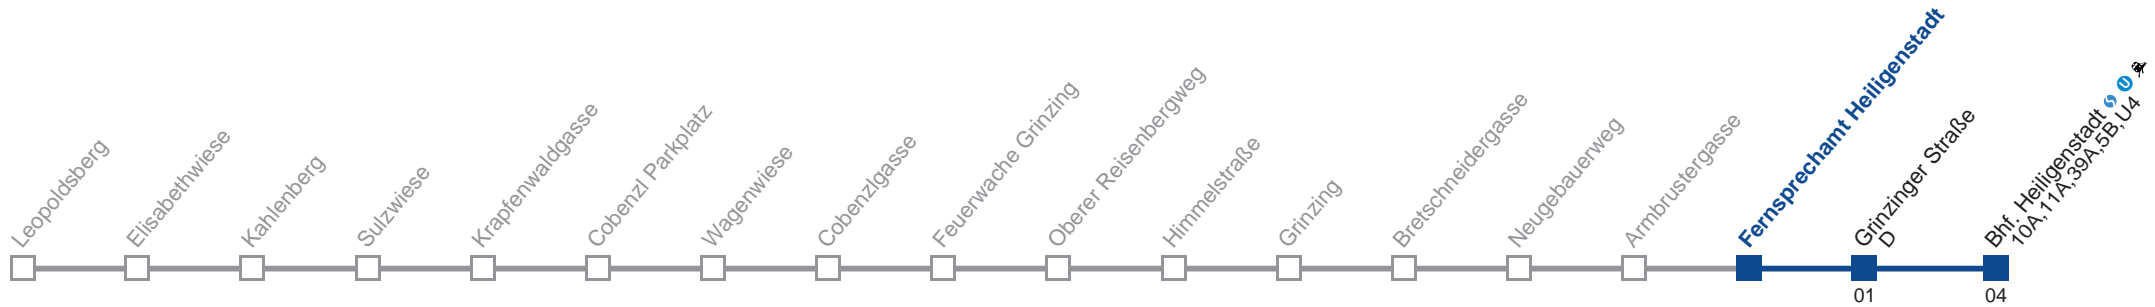 Leopoldsberg
Elisabethwiese
Kahlenberg
Sulzwiese
Krapfenwaldgasse
Cobenzl Parkplatz
Wagenwiese
Cobenzlgasse
Feuerwache Grinzing
Oberer Reisenbergweg
Himmelstraße
Grinzing
Bretschneidergasse
Neugebauerweg
Armbrustergasse
Fernsprechamt Heiligenstadt
Grinzinger Straße
D
Bhf. Heiligenstadt S U
10A,11A,39A,5B,U4
01
04